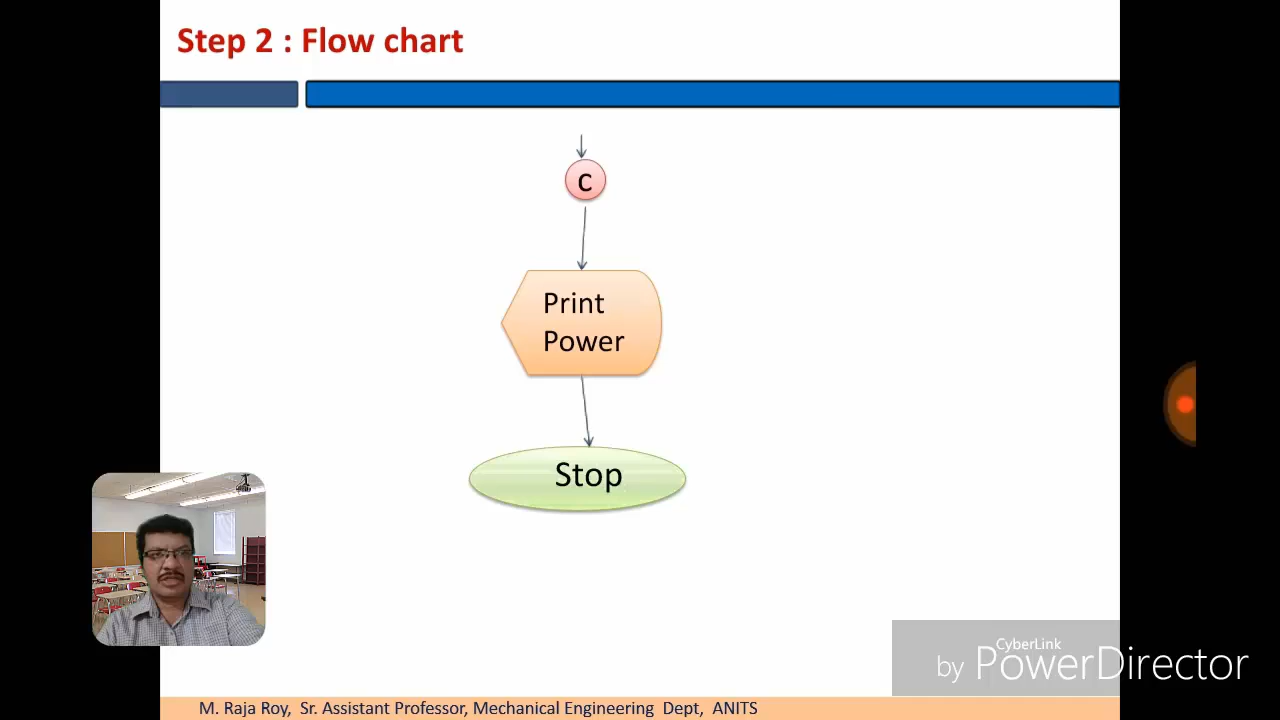 Step 2 : Flow chart
C
Print
Power
Stop
CyberLink
by PowerDirector
M. Raja Roy, Sr. Assistant Professor, Mechanical Engineering Dept, ANITS